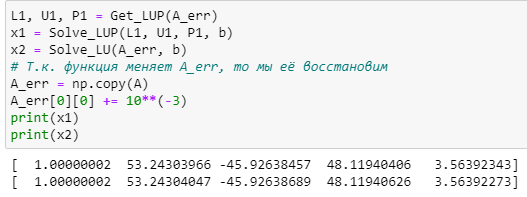 L1, U1, P1 = Get_LUP(A_err)
x1 = Solve_LUP(L1, U1, P1, b)
x2 = Solve_LU(A_err, b)
# Т.к. функция меняет A_err, то мы её восстановим
A_err = np.copy(A)
A_err[0][0] += 10**(-3)
print(x1)
print(x2)
[  1.00000002  53.24303966 -45.92638457  48.11940406   3.56392343]
[  1.00000002  53.24304047 -45.92638689  48.11940626   3.56392273]